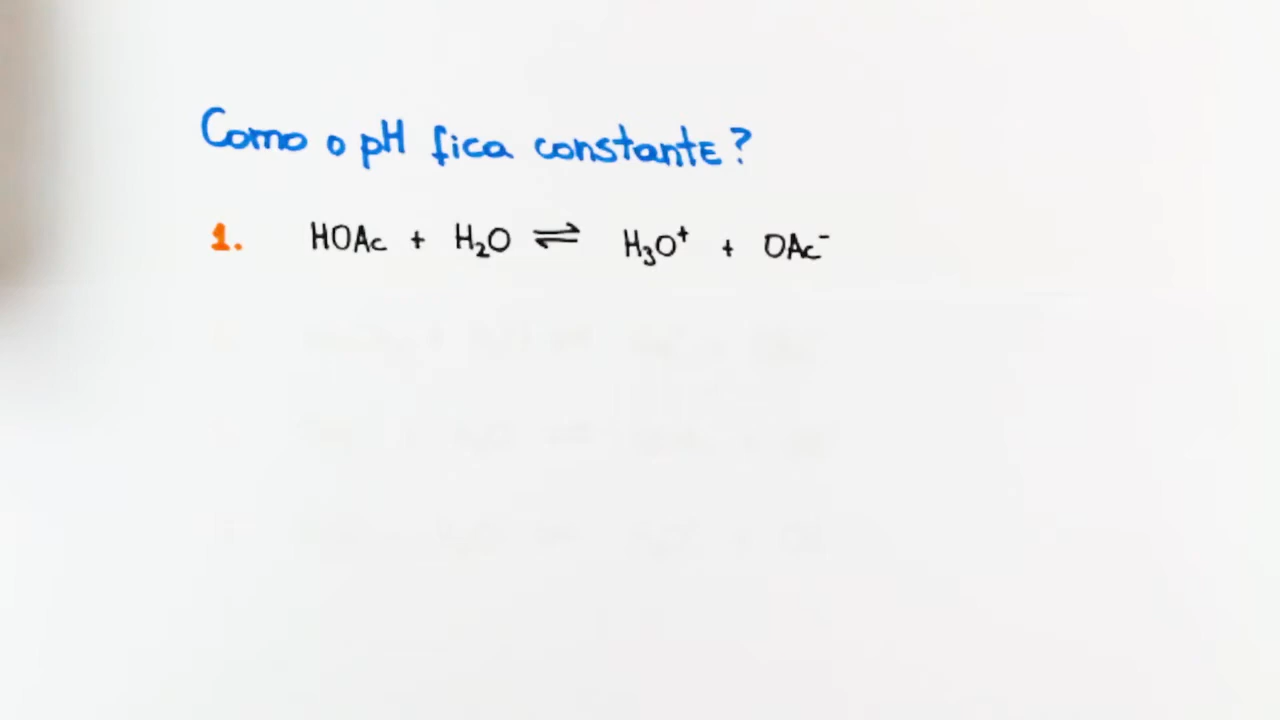 Como o pH fica constante?
1. HOAc + H₂O ⇌ H₃O⁺ + OAc⁻